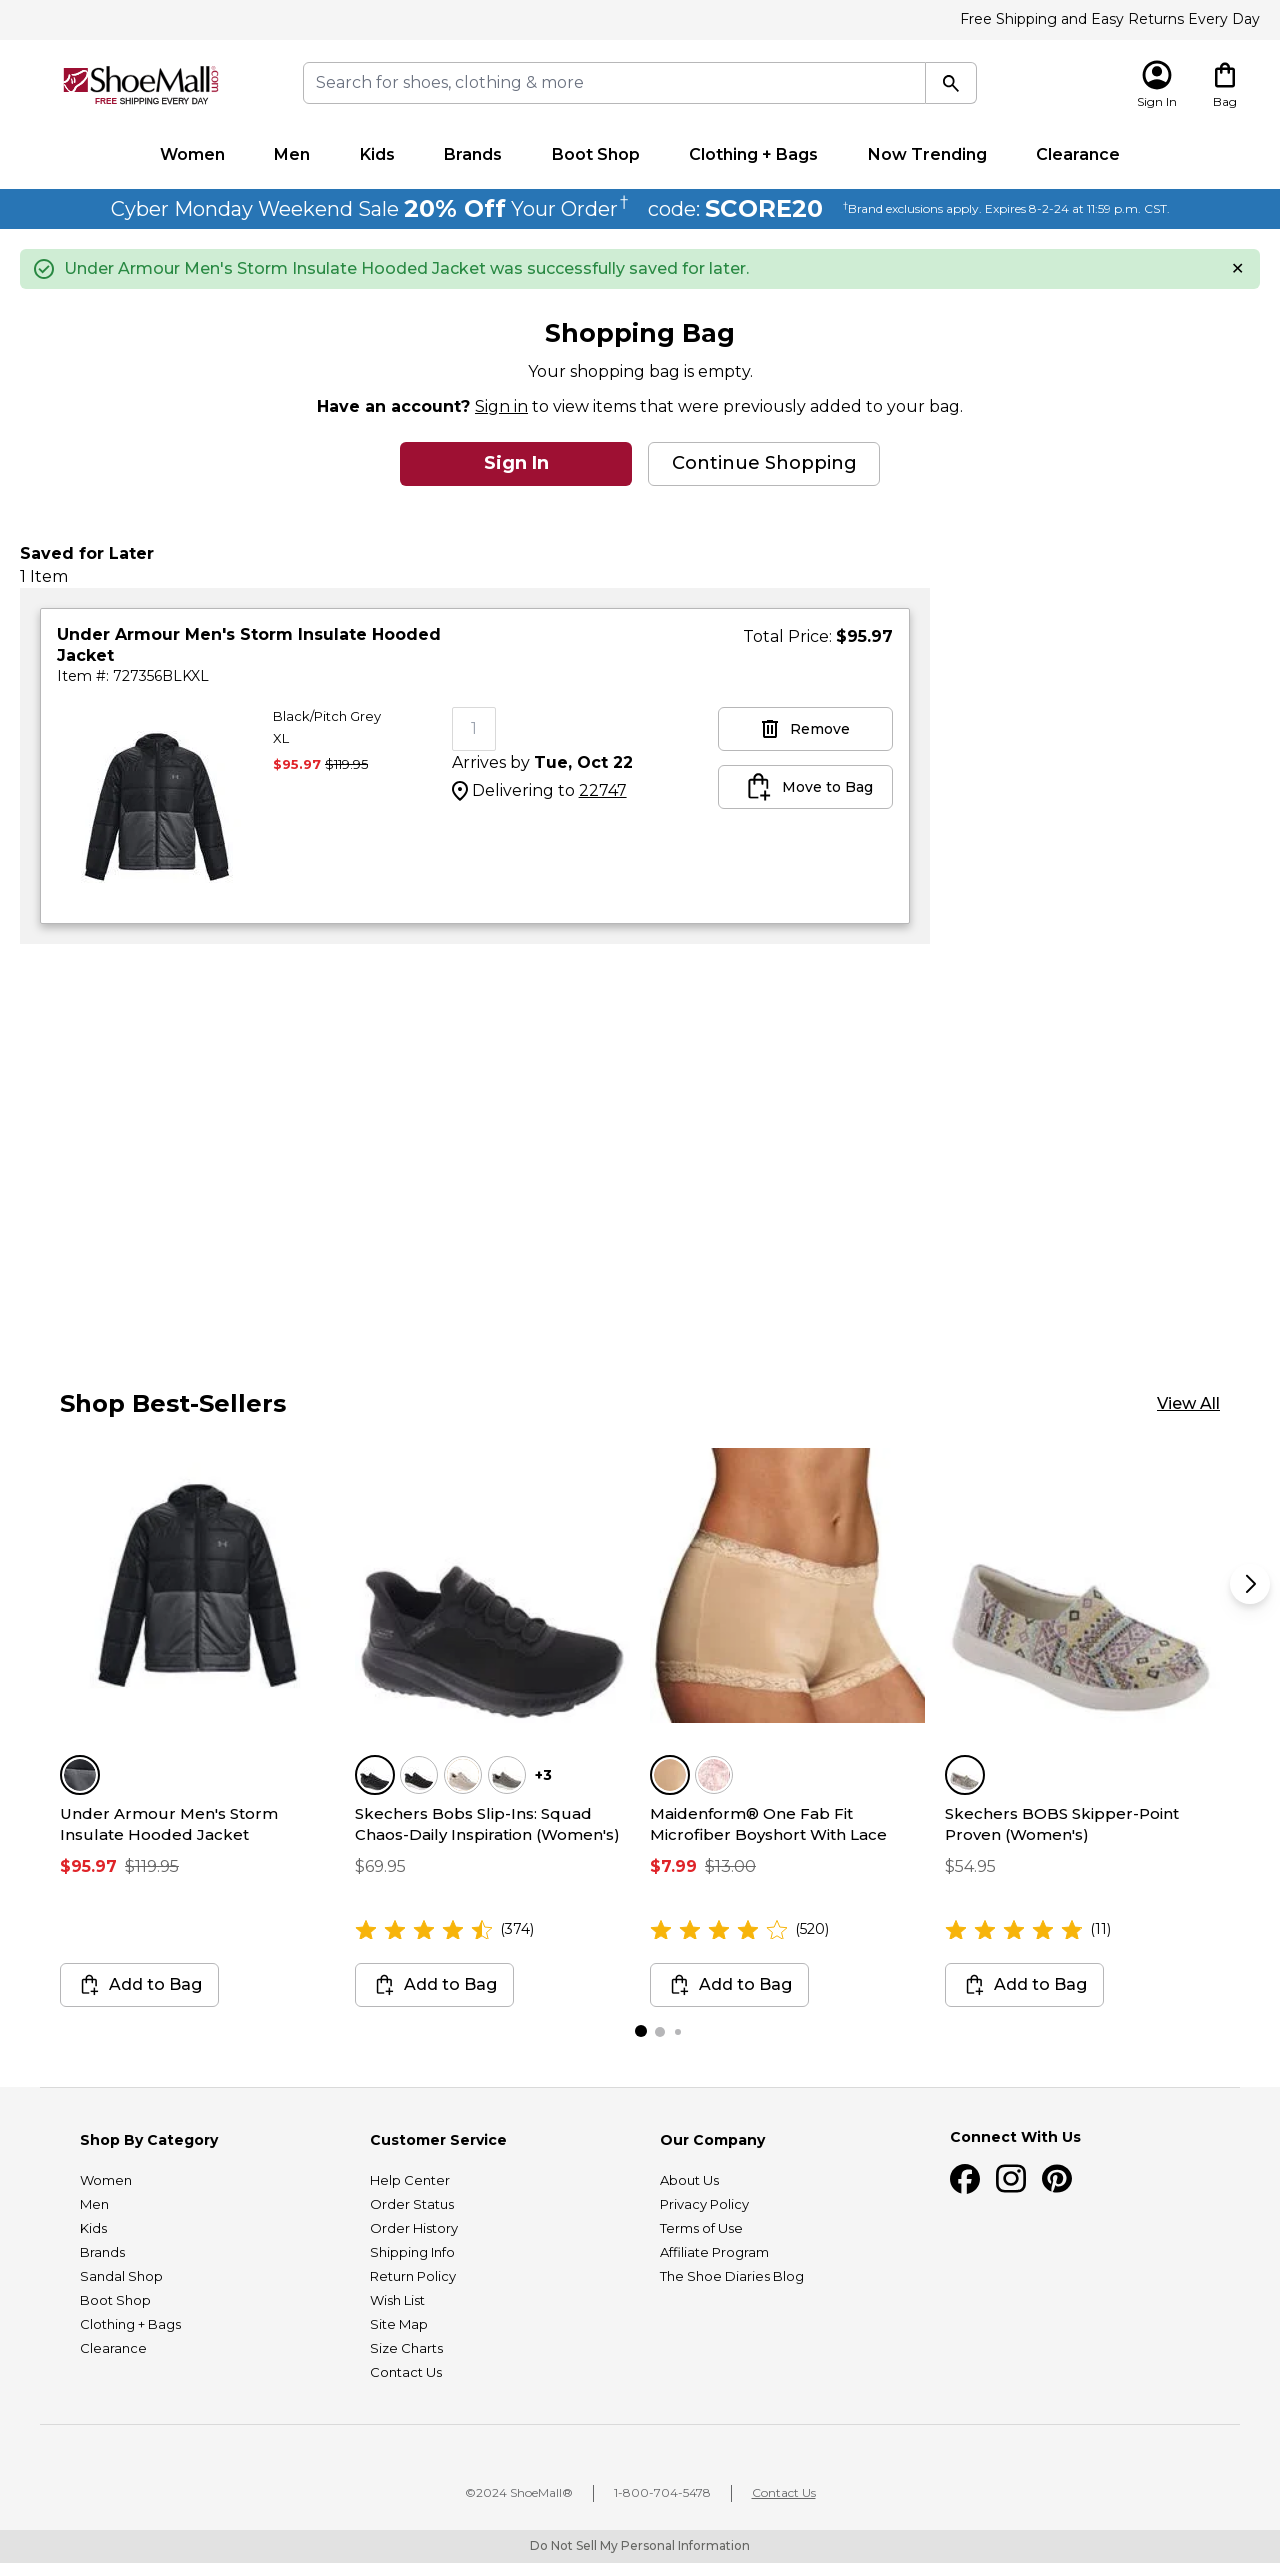 Free Shipping and Easy Returns Every Day
ShoeMall.com
FREE SHIPPING EVERY DAY
Search for shoes, clothing & more
Sign In
Bag
Women Men Kids Brands Boot Shop Clothing + Bags Now Trending Clearance
Cyber Monday Weekend Sale 20% Off Your Order† code: SCORE20 †Brand exclusions apply. Expires 8-2-24 at 11:59 p.m. CST.
Under Armour Men's Storm Insulate Hooded Jacket was successfully saved for later.
Shopping Bag
Your shopping bag is empty.
Have an account? Sign in to view items that were previously added to your bag.
Sign In
Continue Shopping
Saved for Later
1 Item
Under Armour Men's Storm Insulate Hooded
Jacket
Item #: 727356BLKXL
Total Price: $95.97
Black/Pitch Grey
XL
$95.97 $119.95
1
Arrives by Tue, Oct 22
Delivering to 22747
Remove
Move to Bag
Shop Best-Sellers
View All
+3
Under Armour Men's Storm
Insulate Hooded Jacket
$95.97 $119.95
Add to Bag
Skechers Bobs Slip-Ins: Squad
Chaos-Daily Inspiration (Women's)
$69.95
(374)
Add to Bag
Maidenform® One Fab Fit
Microfiber Boyshort With Lace
$7.99 $13.00
(520)
Add to Bag
Skechers BOBS Skipper-Point
Proven (Women's)
$54.95
(11)
Add to Bag
Shop By Category
Women
Men
Kids
Brands
Sandal Shop
Boot Shop
Clothing + Bags
Clearance
Customer Service
Help Center
Order Status
Order History
Shipping Info
Return Policy
Wish List
Site Map
Size Charts
Contact Us
Our Company
About Us
Privacy Policy
Terms of Use
Affiliate Program
The Shoe Diaries Blog
Connect With Us
©2024 ShoeMall®
1-800-704-5478
Contact Us
Do Not Sell My Personal Information